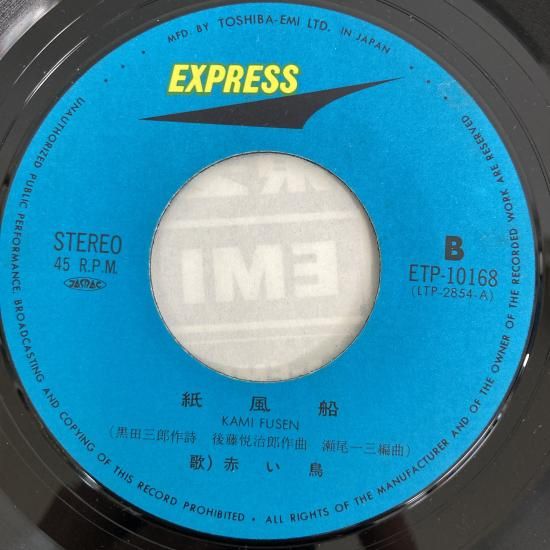 MFD. BY TOSHIBA-EMI LTD. IN JAPAN
EXPRESS
STEREO
45 R.P.M.
JASRAC
B
ETP-10168
(LTP-2854-A)
EMI
紙風船
KAMI FUSEN
(黒田三郎作詩 後藤悦治郎作曲 瀬尾一三編曲)
歌)赤い鳥
UNAUTHORIZED PUBLIC PERFORMANCE BROADCASTING AND COPYING OF THIS RECORD PROHIBITED • ALL RIGHTS OF THE MANUFACTURER AND OF THE OWNER OF THE RECORDED WORK ARE RESERVED